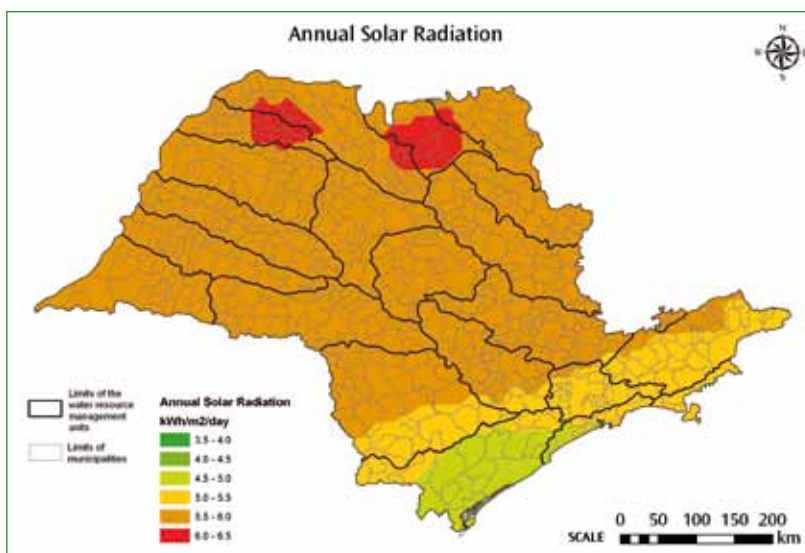 Annual Solar Radiation
N
W
S
Limits of the
water resource
management
units
Limits of
municipalities
Annual Solar Radiation
kWh/m2/day
3.5 - 4.0
4.0 - 4.5
4.5 - 5.0
5.0 - 5.5
5.5 - 6.0
6.0 - 6.5
SCALE
0 50 100 150 200
km